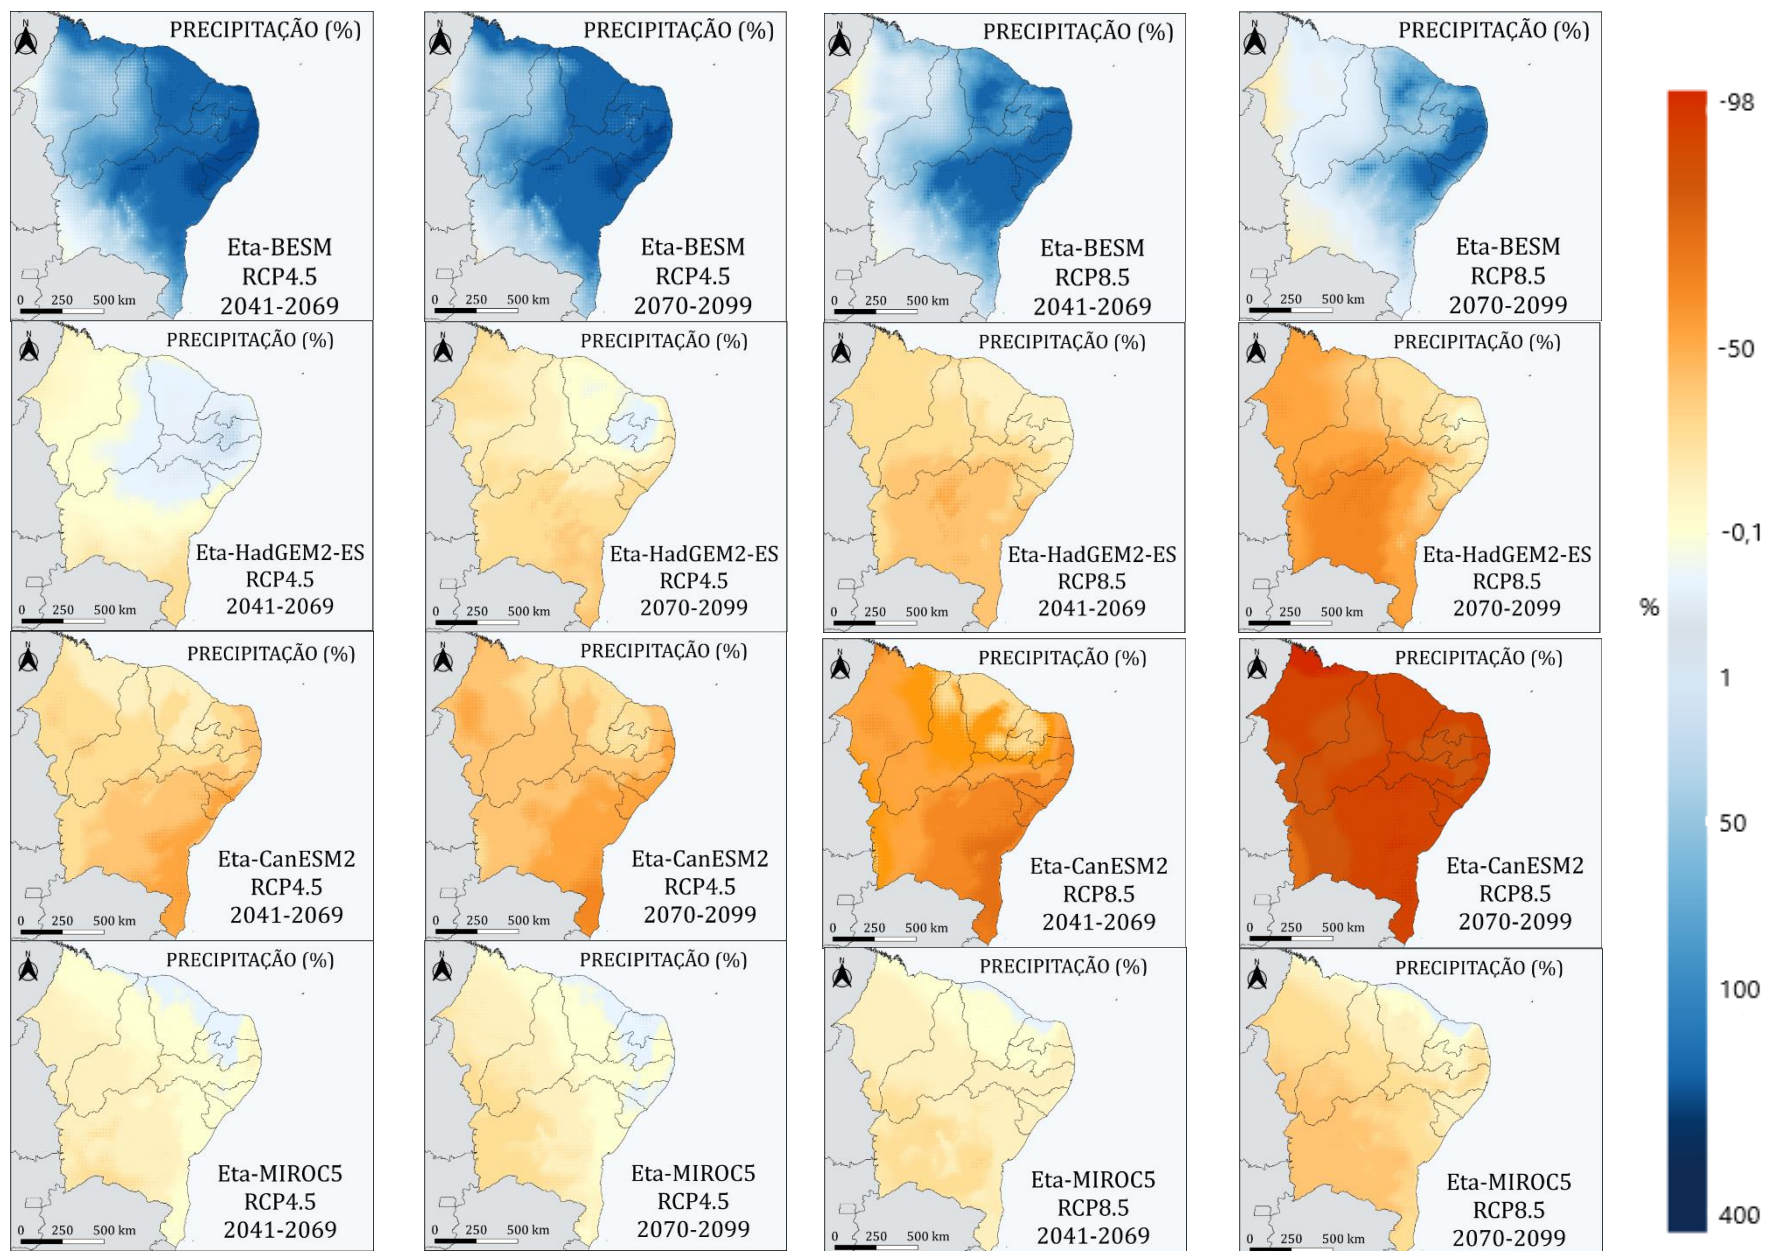 N
PRECIPITAÇÃO (%)
Eta-BESM
RCP4.5
2041-2069
0 250 500 km
N
PRECIPITAÇÃO (%)
Eta-BESM
RCP4.5
2070-2099
0 250 500 km
N
PRECIPITAÇÃO (%)
Eta-BESM
RCP8.5
2041-2069
0 250 500 km
N
PRECIPITAÇÃO (%)
Eta-BESM
RCP8.5
2070-2099
0 250 500 km
N
PRECIPITAÇÃO (%)
Eta-HadGEM2-ES
RCP4.5
2041-2069
0 250 500 km
N
PRECIPITAÇÃO (%)
Eta-HadGEM2-ES
RCP4.5
2070-2099
0 250 500 km
N
PRECIPITAÇÃO (%)
Eta-HadGEM2-ES
RCP8.5
2041-2069
0 250 500 km
N
PRECIPITAÇÃO (%)
Eta-HadGEM2-ES
RCP8.5
2070-2099
0 250 500 km
N
PRECIPITAÇÃO (%)
Eta-CanESM2
RCP4.5
2041-2069
0 250 500 km
N
PRECIPITAÇÃO (%)
Eta-CanESM2
RCP4.5
2070-2099
0 250 500 km
N
PRECIPITAÇÃO (%)
Eta-CanESM2
RCP8.5
2041-2069
0 250 500 km
N
PRECIPITAÇÃO (%)
Eta-CanESM2
RCP8.5
2070-2099
0 250 500 km
N
PRECIPITAÇÃO (%)
Eta-MIROC5
RCP4.5
2041-2069
0 250 500 km
N
PRECIPITAÇÃO (%)
Eta-MIROC5
RCP4.5
2070-2099
0 250 500 km
N
PRECIPITAÇÃO (%)
Eta-MIROC5
RCP8.5
2041-2069
0 250 500 km
N
PRECIPITAÇÃO (%)
Eta-MIROC5
RCP8.5
2070-2099
0 250 500 km
-98
-50
-0,1
%
1
50
100
400